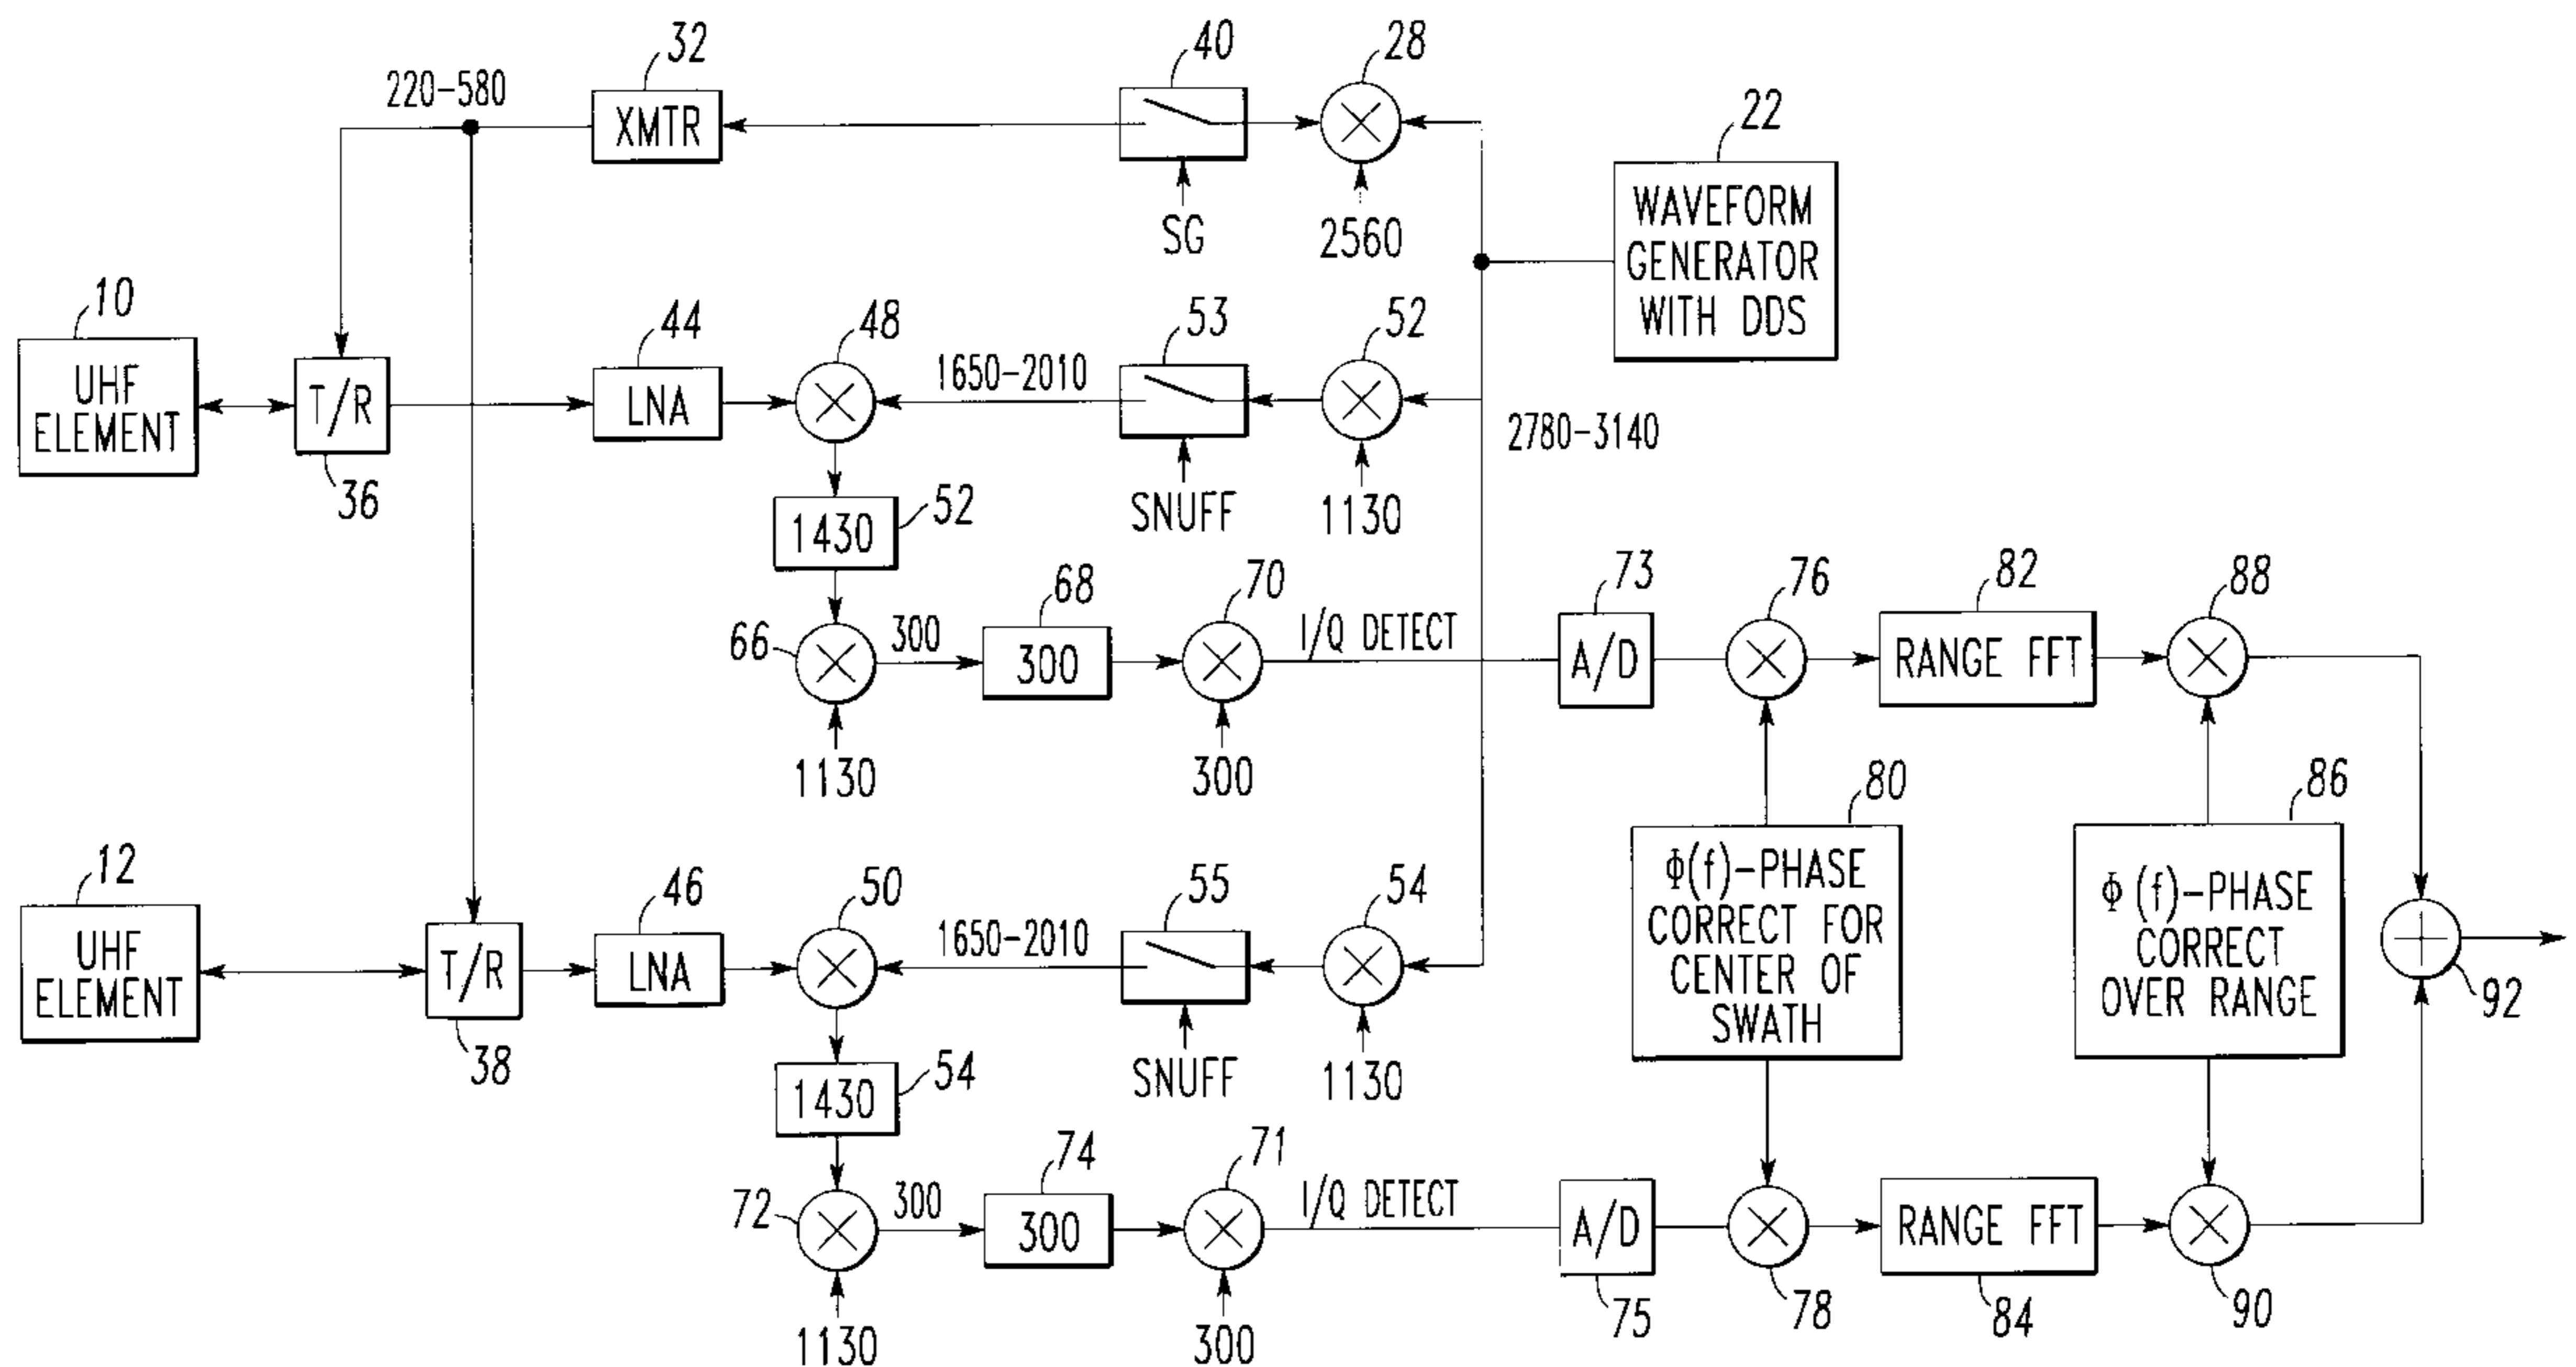 32
40
28
220-580
XMTR
22
SG
2560
WAVEFORM
GENERATOR
WITH DDS
10
44
48
53
52
UHF
ELEMENT
T/R
LNA
1650-2010
2780-3140
36
1430
52
SNUFF
1130
66
300
68
300
70
I/Q DETECT
73
A/D
76
82
RANGE FFT
88
1130
300
80
86
Φ(f)-PHASE
CORRECT FOR
CENTER OF
SWATH
Φ (f)-PHASE
CORRECT
OVER RANGE
92
12
46
50
55
54
UHF
ELEMENT
T/R
LNA
1650-2010
38
1430
54
SNUFF
1130
72
300
74
300
71
I/Q DETECT
A/D
75
78
RANGE FFT
84
90
1130
300